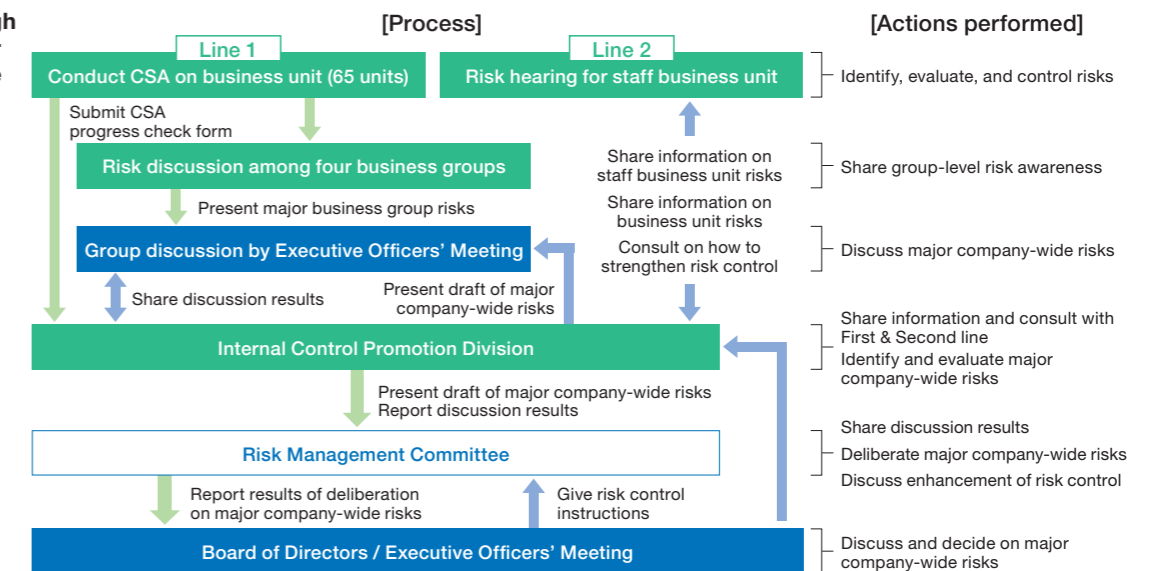 gh
[Process]
[Actions performed]
Line 1
Line 2
Conduct CSA on business unit (65 units)
Risk hearing for staff business unit
Identify, evaluate, and control risks
Submit CSA
progress check form
Risk discussion among four business groups
Share information on
staff business unit risks
Share group-level risk awareness
Present major business group risks
Share information on
business unit risks
Group discussion by Executive Officers’ Meeting
Consult on how to
strengthen risk control
Discuss major company-wide risks
Share discussion results
Present draft of major
company-wide risks
Internal Control Promotion Division
Share information and consult with
First & Second line
Identify and evaluate major
company-wide risks
Present draft of major company-wide risks
Report discussion results
Risk Management Committee
Share discussion results
Deliberate major company-wide risks
Discuss enhancement of risk control
Report results of deliberation
on major company-wide risks
Give risk control
instructions
Board of Directors / Executive Officers’ Meeting
Discuss and decide on major
company-wide risks